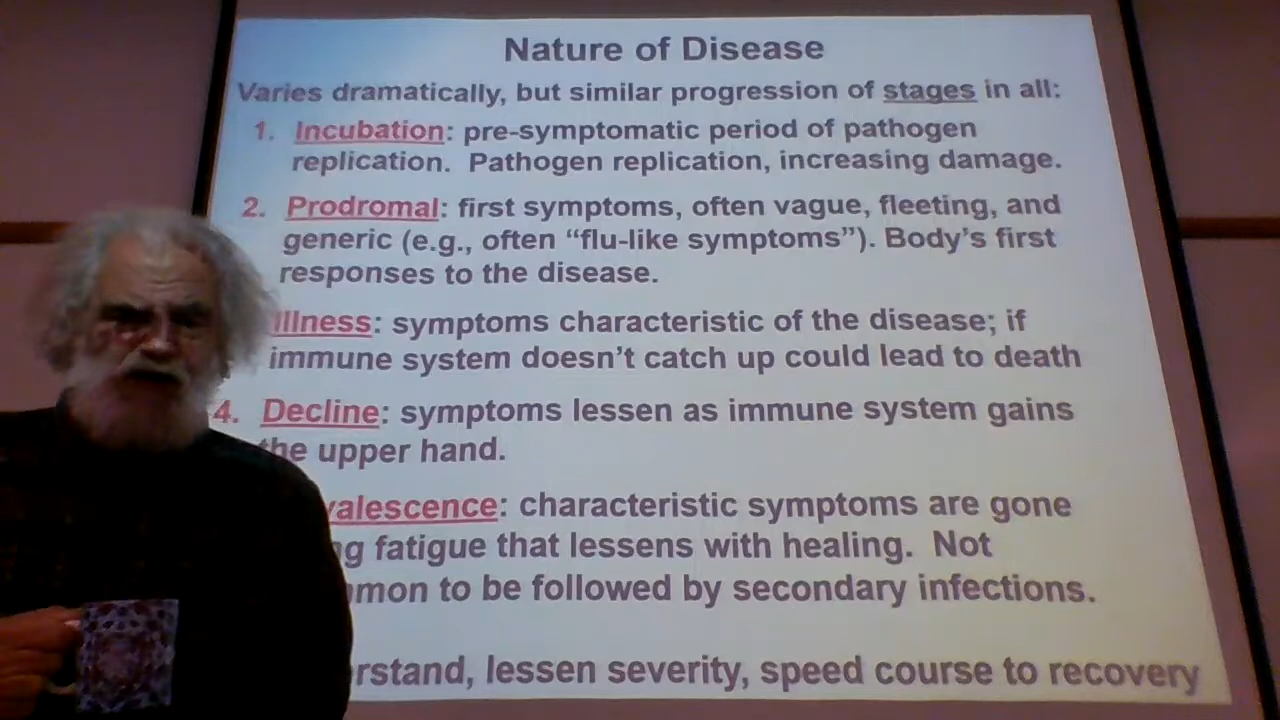 Nature of Disease
Varies dramatically, but similar progression of stages in all:
1. Incubation: pre-symptomatic period of pathogen
replication. Pathogen replication, increasing damage.
2. Prodromal: first symptoms, often vague, fleeting, and
generic (e.g., often “flu-like symptoms”). Body’s first
responses to the disease.
Illness: symptoms characteristic of the disease; if
immune system doesn’t catch up could lead to death
4. Decline: symptoms lessen as immune system gains
the upper hand.
valescence: characteristic symptoms are gone
ng fatigue that lessens with healing. Not
mmon to be followed by secondary infections.
rstand, lessen severity, speed course to recovery